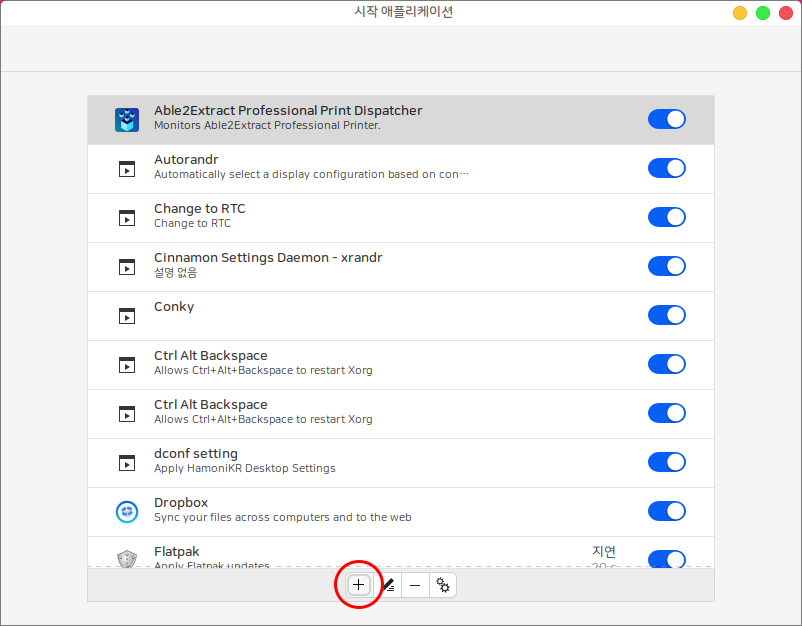 시작 애플리케이션
Able2Extract Professional Print Dispatcher
Monitors Able2Extract Professional Printer.
Autorandr
Automatically select a display configuration based on con…
Change to RTC
Change to RTC
Cinnamon Settings Daemon - xrandr
설명 없음
Conky
Ctrl Alt Backspace
Allows Ctrl+Alt+Backspace to restart Xorg
Ctrl Alt Backspace
Allows Ctrl+Alt+Backspace to restart Xorg
dconf setting
Apply HamoniKR Desktop Settings
Dropbox
Sync your files across computers and to the web
Flatpak
지연
Apply Flatpak updates
20 s